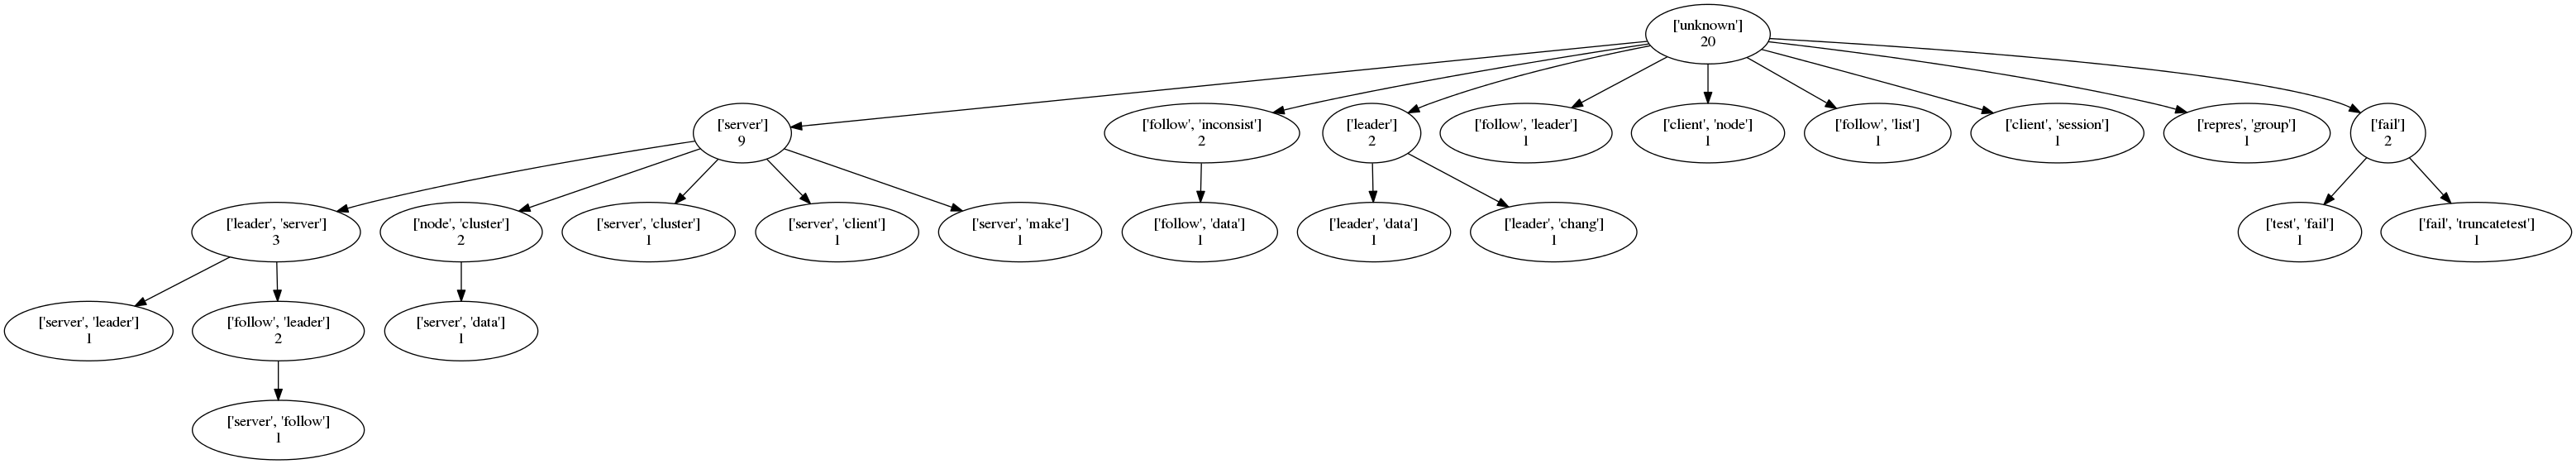 ['unknown']
20
['server']
9
['follow', 'inconsist']
2
['leader']
2
['follow', 'leader']
1
['client', 'node']
1
['follow', 'list']
1
['client', 'session']
1
['repres', 'group']
1
['fail']
2
['leader', 'server']
3
['node', 'cluster']
2
['server', 'cluster']
1
['server', 'client']
1
['server', 'make']
1
['follow', 'data']
1
['leader', 'data']
1
['leader', 'chang']
1
['test', 'fail']
1
['fail', 'truncatetest']
1
['server', 'leader']
1
['follow', 'leader']
2
['server', 'data']
1
['server', 'follow']
1